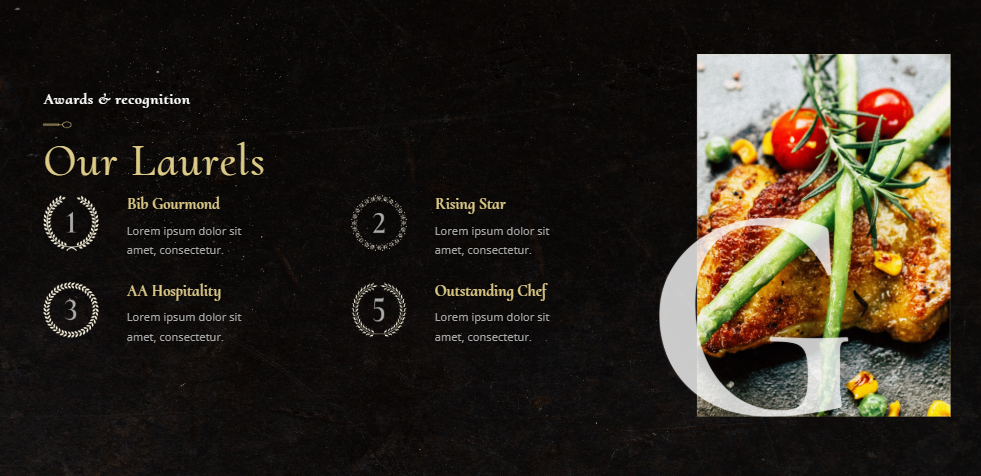 Awards & recognition
Our Laurels
1
Bib Gourmond
Lorem ipsum dolor sit
amet, consectetur.
2
Rising Star
Lorem ipsum dolor sit
amet, consectetur.
3
AA Hospitality
Lorem ipsum dolor sit
amet, consectetur.
5
Outstanding Chef
Lorem ipsum dolor sit
amet, consectetur.
G